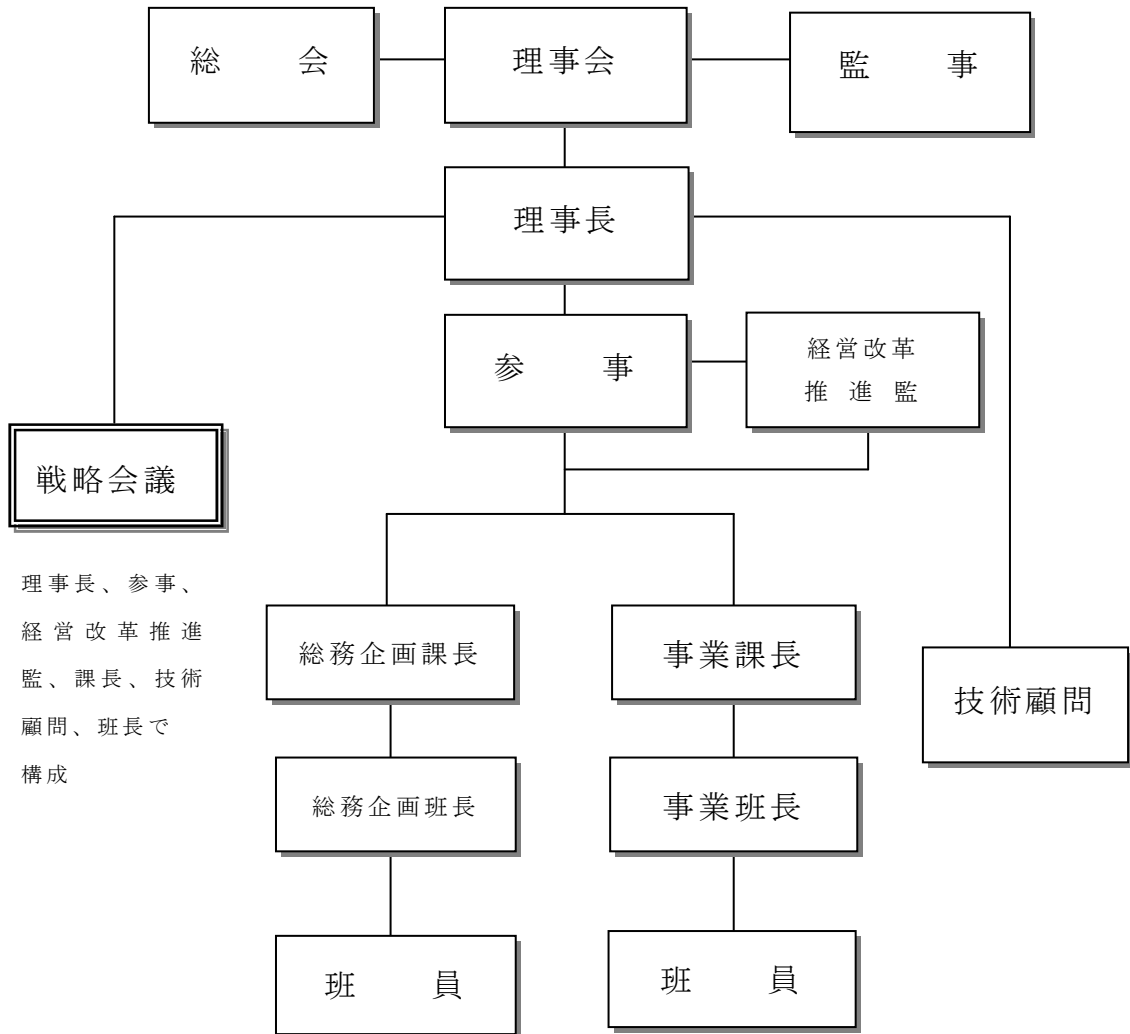 総　会
理事会
監　事
理事長
参　事
経営改革
推進監
戦略会議
理事長、参事、
経営改革推進
監、課長、技術
顧問、班長で
構成
総務企画課長
事業課長
技術顧問
総務企画班長
事業班長
班　員
班　員